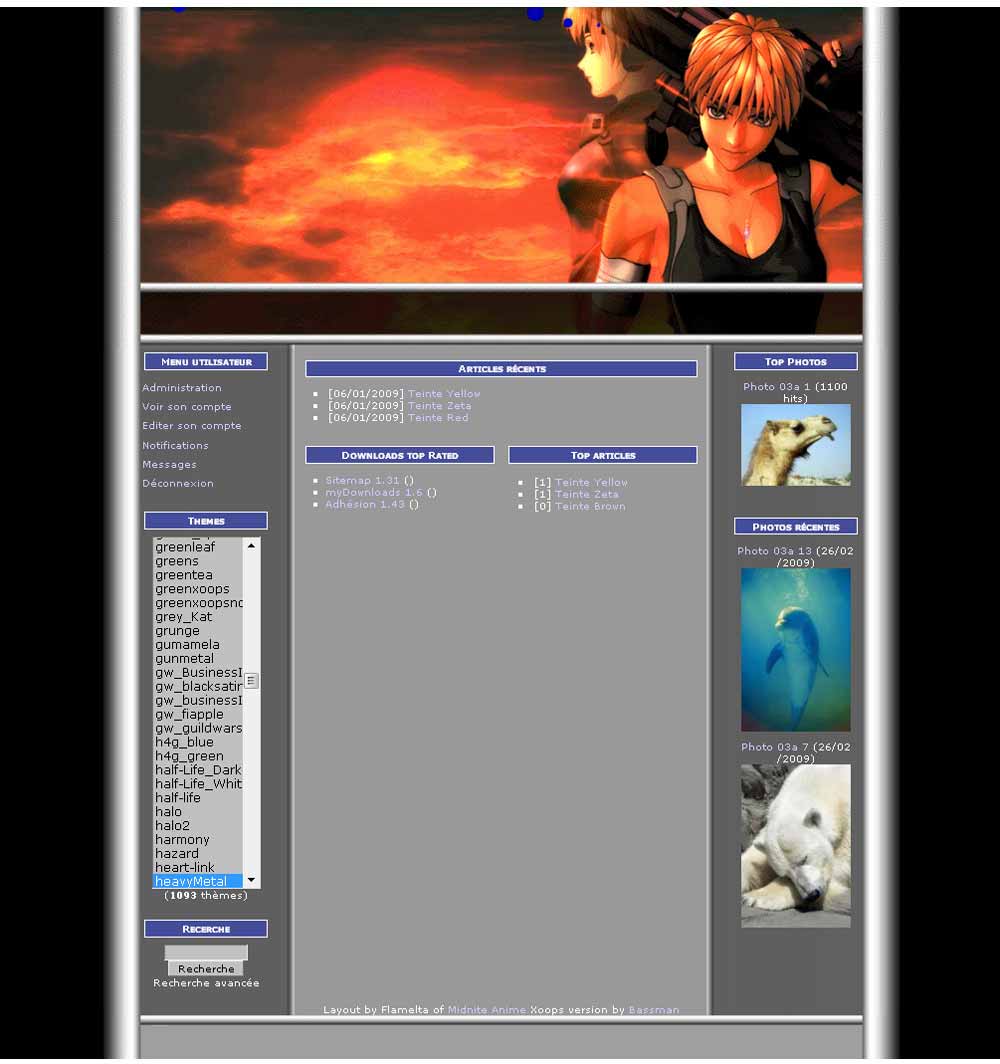 Menu utilisateur
Administration
Voir son compte
Editer son compte
Notifications
Messages
Déconnexion
Themes
greenleaf
greens
greentea
greenxoops
greenxoopsno
grey_Kat
grunge
gumamela
gunmetal
gw_BusinessI
gw_blacksatin
gw_businessI
gw_fiapple
gw_guildwars
h4g_blue
h4g_green
half-Life_Dark
half-Life_Whit
half-life
halo
halo2
harmony
hazard
heart-link
heavyMetal
(1093 thèmes)
Recerche
Recherche
Recherche avancée
Articles récents
[06/01/2009] Teinte Yellow
[06/01/2009] Teinte Zeta
[06/01/2009] Teinte Red
Downloads top Rated
Sitemap 1.31 ()
myDownloads 1.6 ()
Adhésion 1.43 ()
Top articles
[1] Teinte Yellow
[1] Teinte Zeta
[0] Teinte Brown
Layout by Flamelta of Midnite Anime Xoops version by Bassman
Top Photos
Photo 03a 1 (1100
hits)
Photos récentes
Photo 03a 13 (26/02
/2009)
Photo 03a 7 (26/02
/2009)